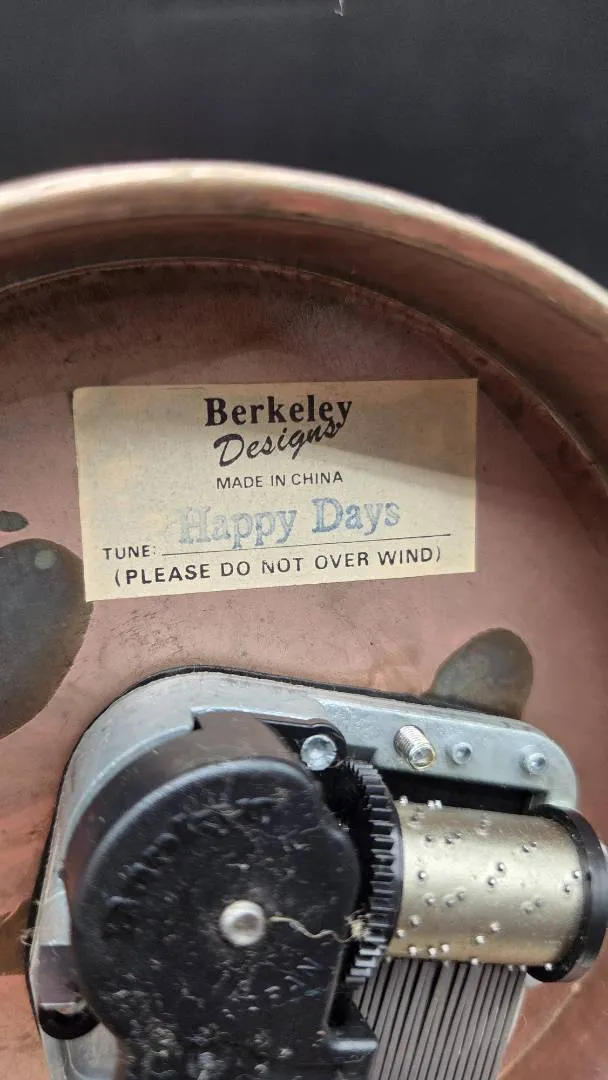 Berkeley
Designs
MADE IN CHINA
Happy Days
TUNE:
(PLEASE DO NOT OVER WIND)